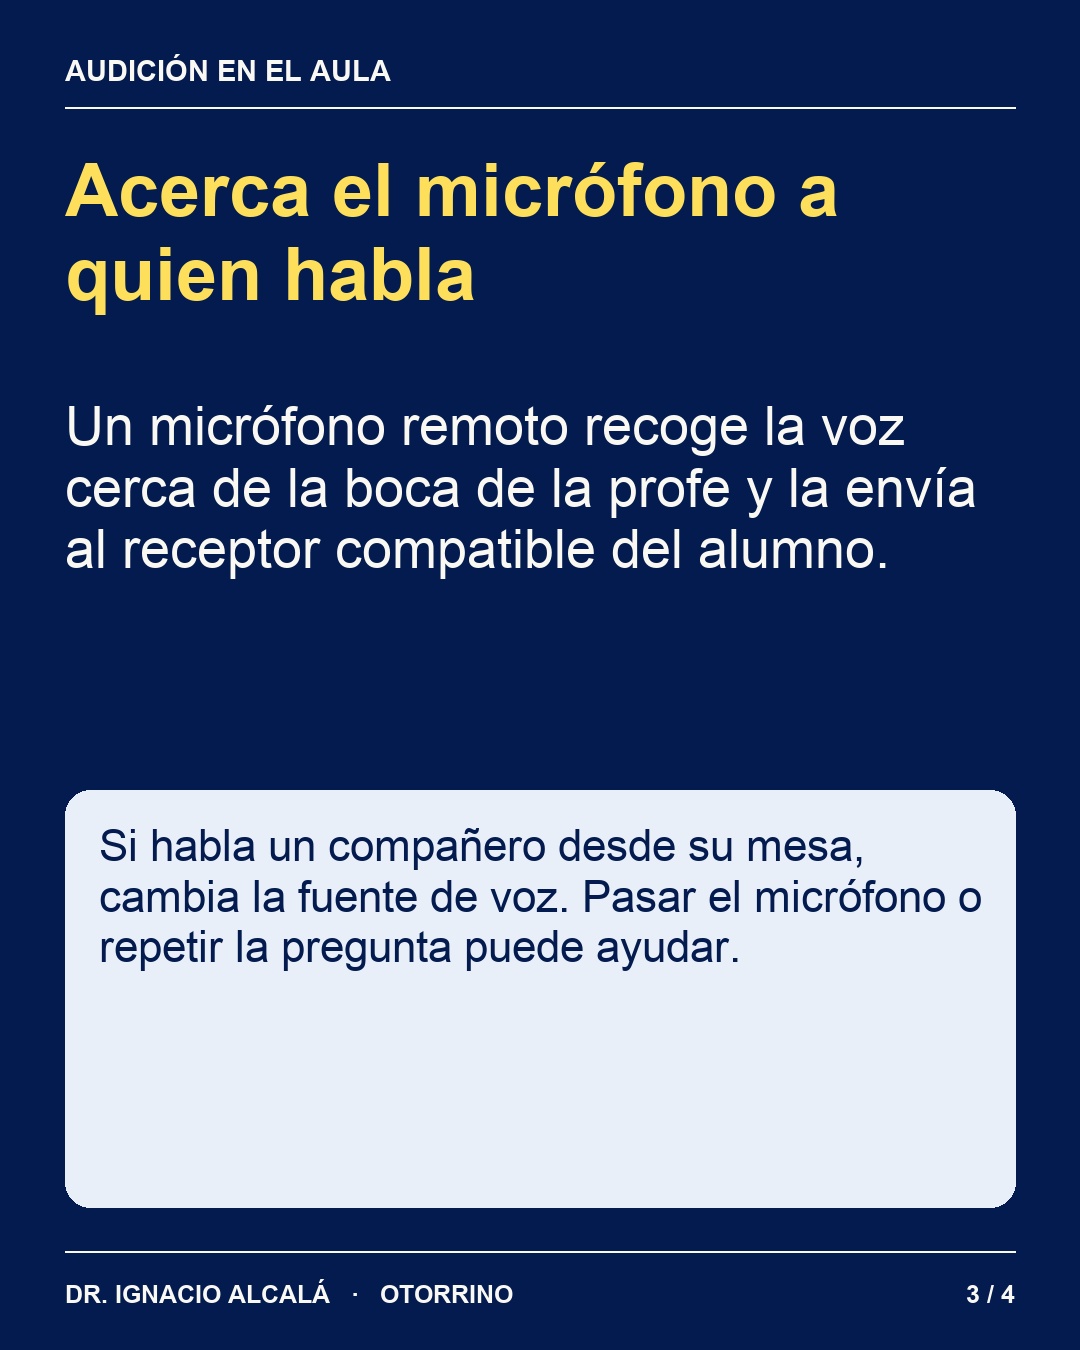 AUDICIÓN EN EL AULA
Acerca el micrófono a
quien habla
Un micrófono remoto recoge la voz
cerca de la boca de la profe y la envía
al receptor compatible del alumno.
Si habla un compañero desde su mesa,
cambia la fuente de voz. Pasar el micrófono o
repetir la pregunta puede ayudar.
DR. IGNACIO ALCALÁ · OTORRINO
3 / 4